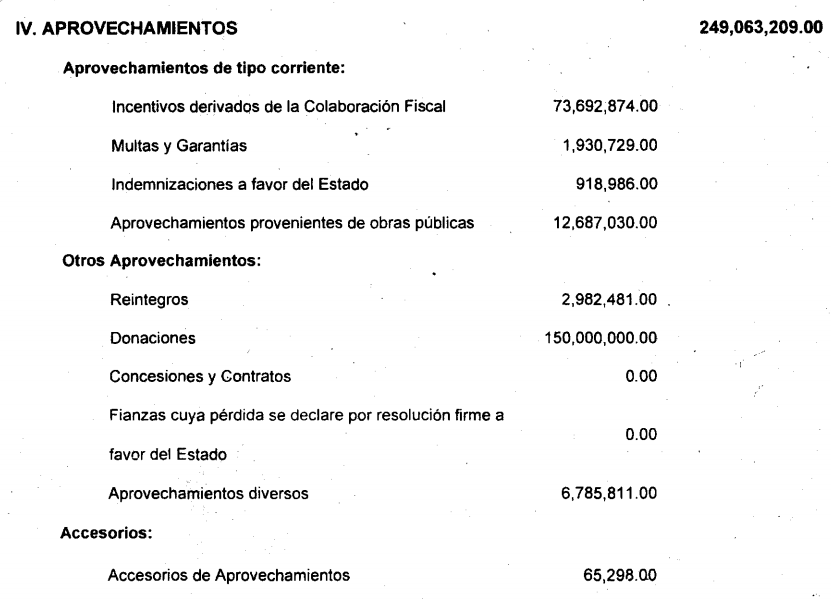 IV. APROVECHAMIENTOS 249,063,209.00
Aprovechamientos de tipo corriente:
Incentivos derivados de la Colaboración Fiscal 73,692,874.00
Multas y Garantías 1,930,729.00
Indemnizaciones a favor del Estado 918,986.00
Aprovechamientos provenientes de obras públicas 12,687,030.00
Otros Aprovechamientos:
Reintegros 2,982,481.00
Donaciones 150,000,000.00
Concesiones y Contratos 0.00
Fianzas cuya pérdida se declare por resolución firme a
0.00
favor del Estado
Aprovechamientos diversos 6,785,811.00
Accesorios:
Accesorios de Aprovechamientos 65,298.00